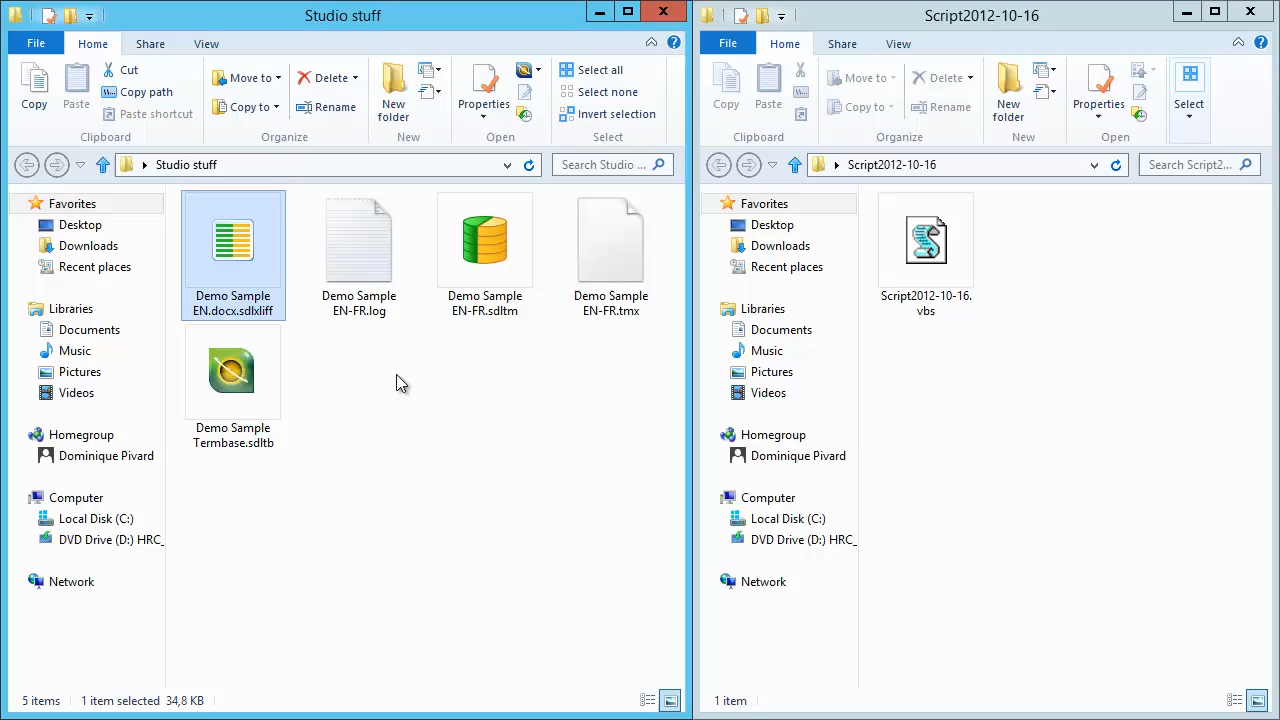 Studio stuff
File
Home
Share
View
Copy
Paste
Cut
Copy path
Paste shortcut
Clipboard
Move to
Copy to
Delete
Rename
Organize
New
folder
New
Properties
Open
Select all
Select none
Invert selection
Select
Studio stuff
Search Studio ...
Favorites
Desktop
Downloads
Recent places
Libraries
Documents
Music
Pictures
Videos
Homegroup
Dominique Pivard
Computer
Local Disk (C:)
DVD Drive (D:) HRC_
Network
Demo Sample
EN.docx.sdlxliff
Demo Sample
EN-FR.log
Demo Sample
EN-FR.sdltm
Demo Sample
EN-FR.tmx
Demo Sample
Termbase.sdltb
5 items
1 item selected 34,8 KB
Script2012-10-16
File
Home
Share
View
Copy
Paste
Clipboard
Move to
Copy to
Delete
Rename
Organize
New
folder
New
Properties
Open
Select
Script2012-10-16
Search Script2...
Favorites
Desktop
Downloads
Recent places
Libraries
Documents
Music
Pictures
Videos
Homegroup
Dominique Pivard
Computer
Local Disk (C:)
DVD Drive (D:) HRC_
Network
Script2012-10-16.
vbs
1 item